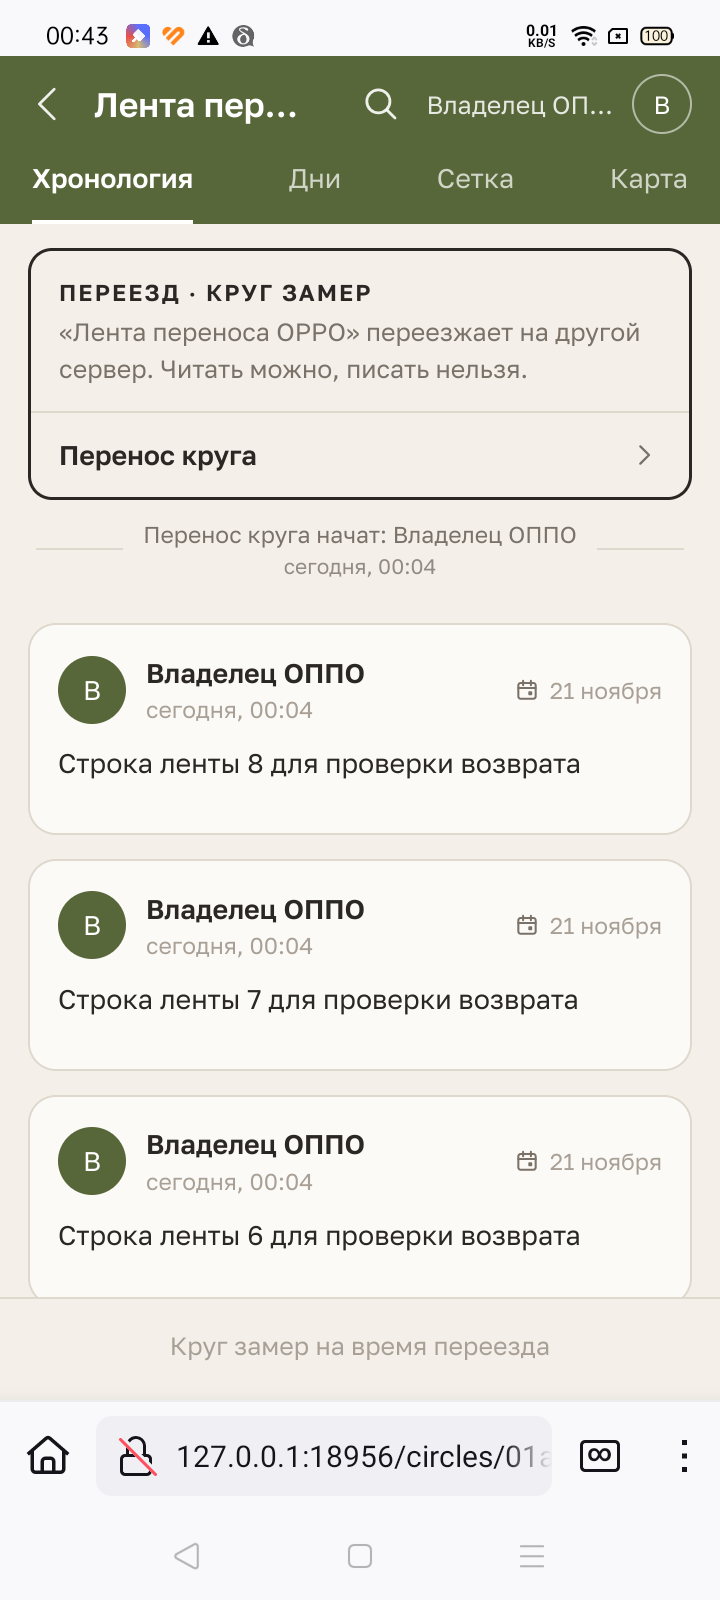 00:43
0.01
KB/S
100
Лента пер...
Владелец ОП...
В
Хронология
Дни
Сетка
Карта
ПЕРЕЕЗД · КРУГ ЗАМЕР
«Лента переноса OPPO» переезжает на другой
сервер. Читать можно, писать нельзя.
Перенос круга
Перенос круга начат: Владелец ОППО
сегодня, 00:04
В
Владелец ОППО
сегодня, 00:04
21 ноября
Строка ленты 8 для проверки возврата
В
Владелец ОППО
сегодня, 00:04
21 ноября
Строка ленты 7 для проверки возврата
В
Владелец ОППО
сегодня, 00:04
21 ноября
Строка ленты 6 для проверки возврата
Круг замер на время переезда
127.0.0.1:18956/circles/01a